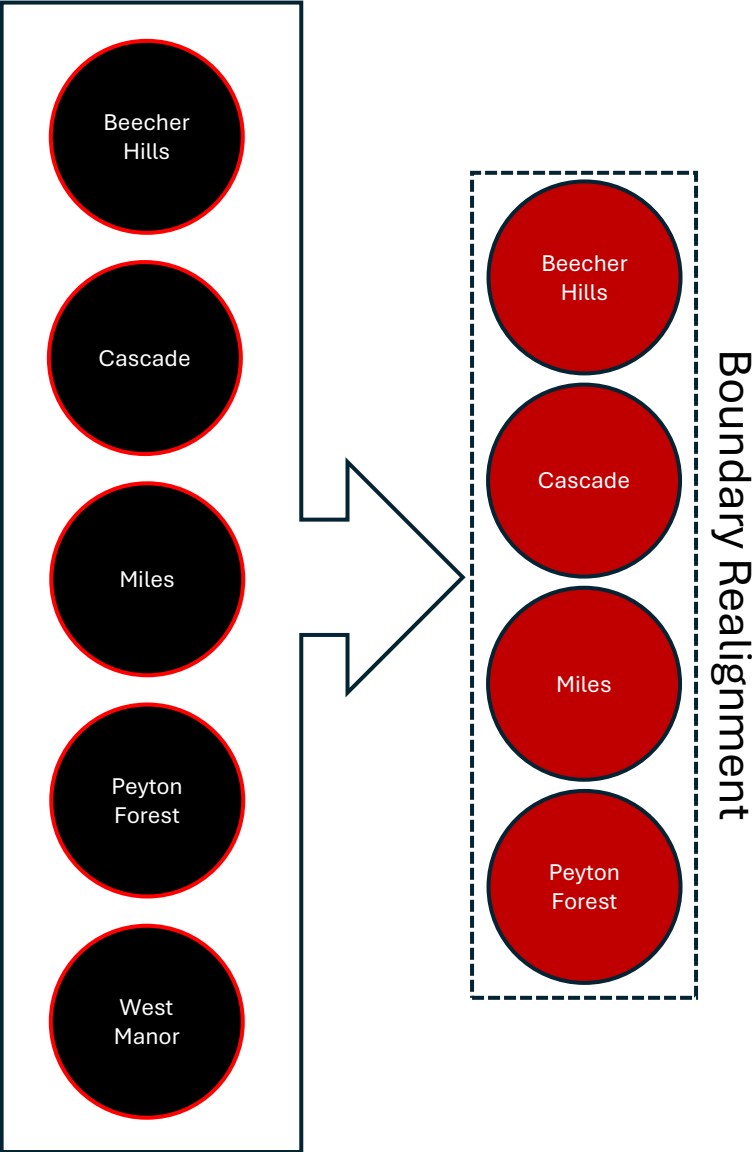 Beecher
Hills
Cascade
Miles
Peyton
Forest
West
Manor
Beecher
Hills
Cascade
Miles
Peyton
Forest
Boundary Realignment